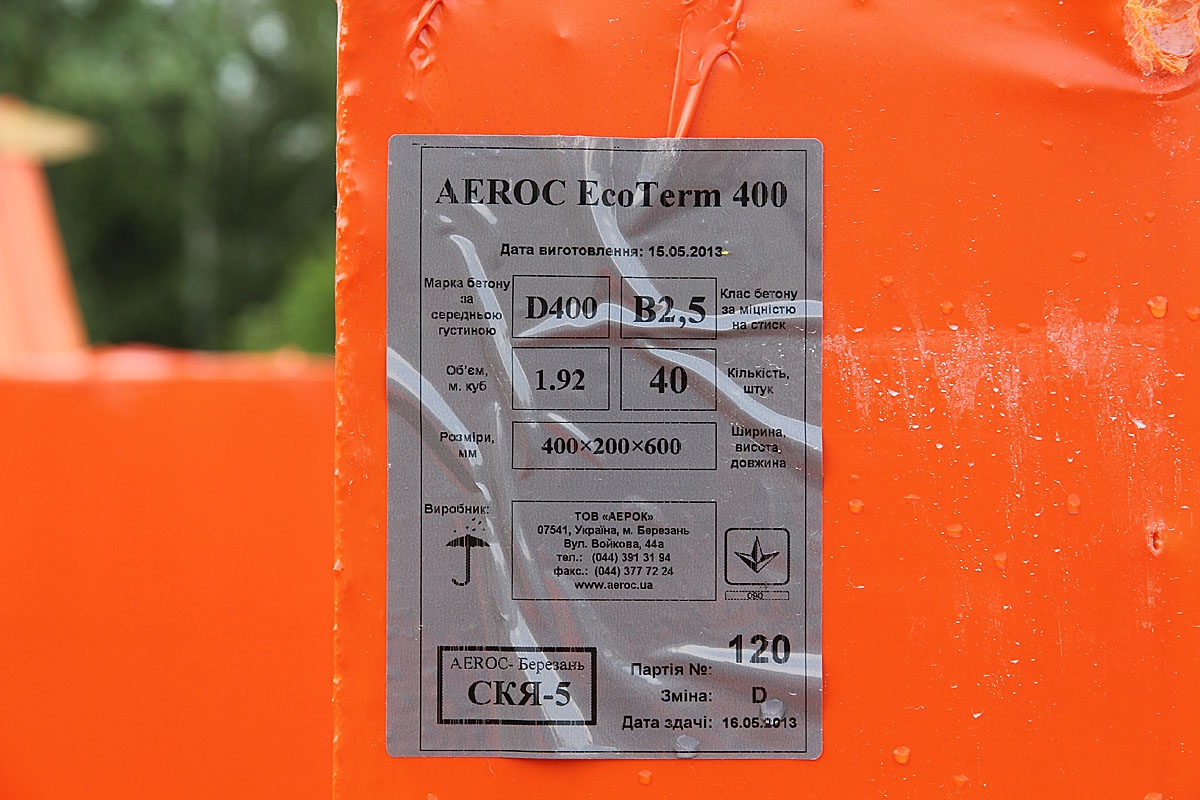 AEROC EcoTerm 400
Дата виготовлення: 15.05.2013
Марка бетону
за
середньою
густиною
D400
B2,5
Клас бетону
за міцністю
на стиск
Об'єм,
м. куб
1.92
40
Кількість,
штук
Розміри,
мм
400×200×600
Ширина,
висота,
довжина
Виробник:
ТОВ «АЕРОК»
07541, Україна, м. Березань
Вул. Войкова, 44а
тел.: (044) 391 31 94
факс.: (044) 377 72 24
www.aeroc.ua
090
AEROC- Березань
СКЯ-5
Партія №: 120
Зміна: D
Дата здачі: 16.05.2013